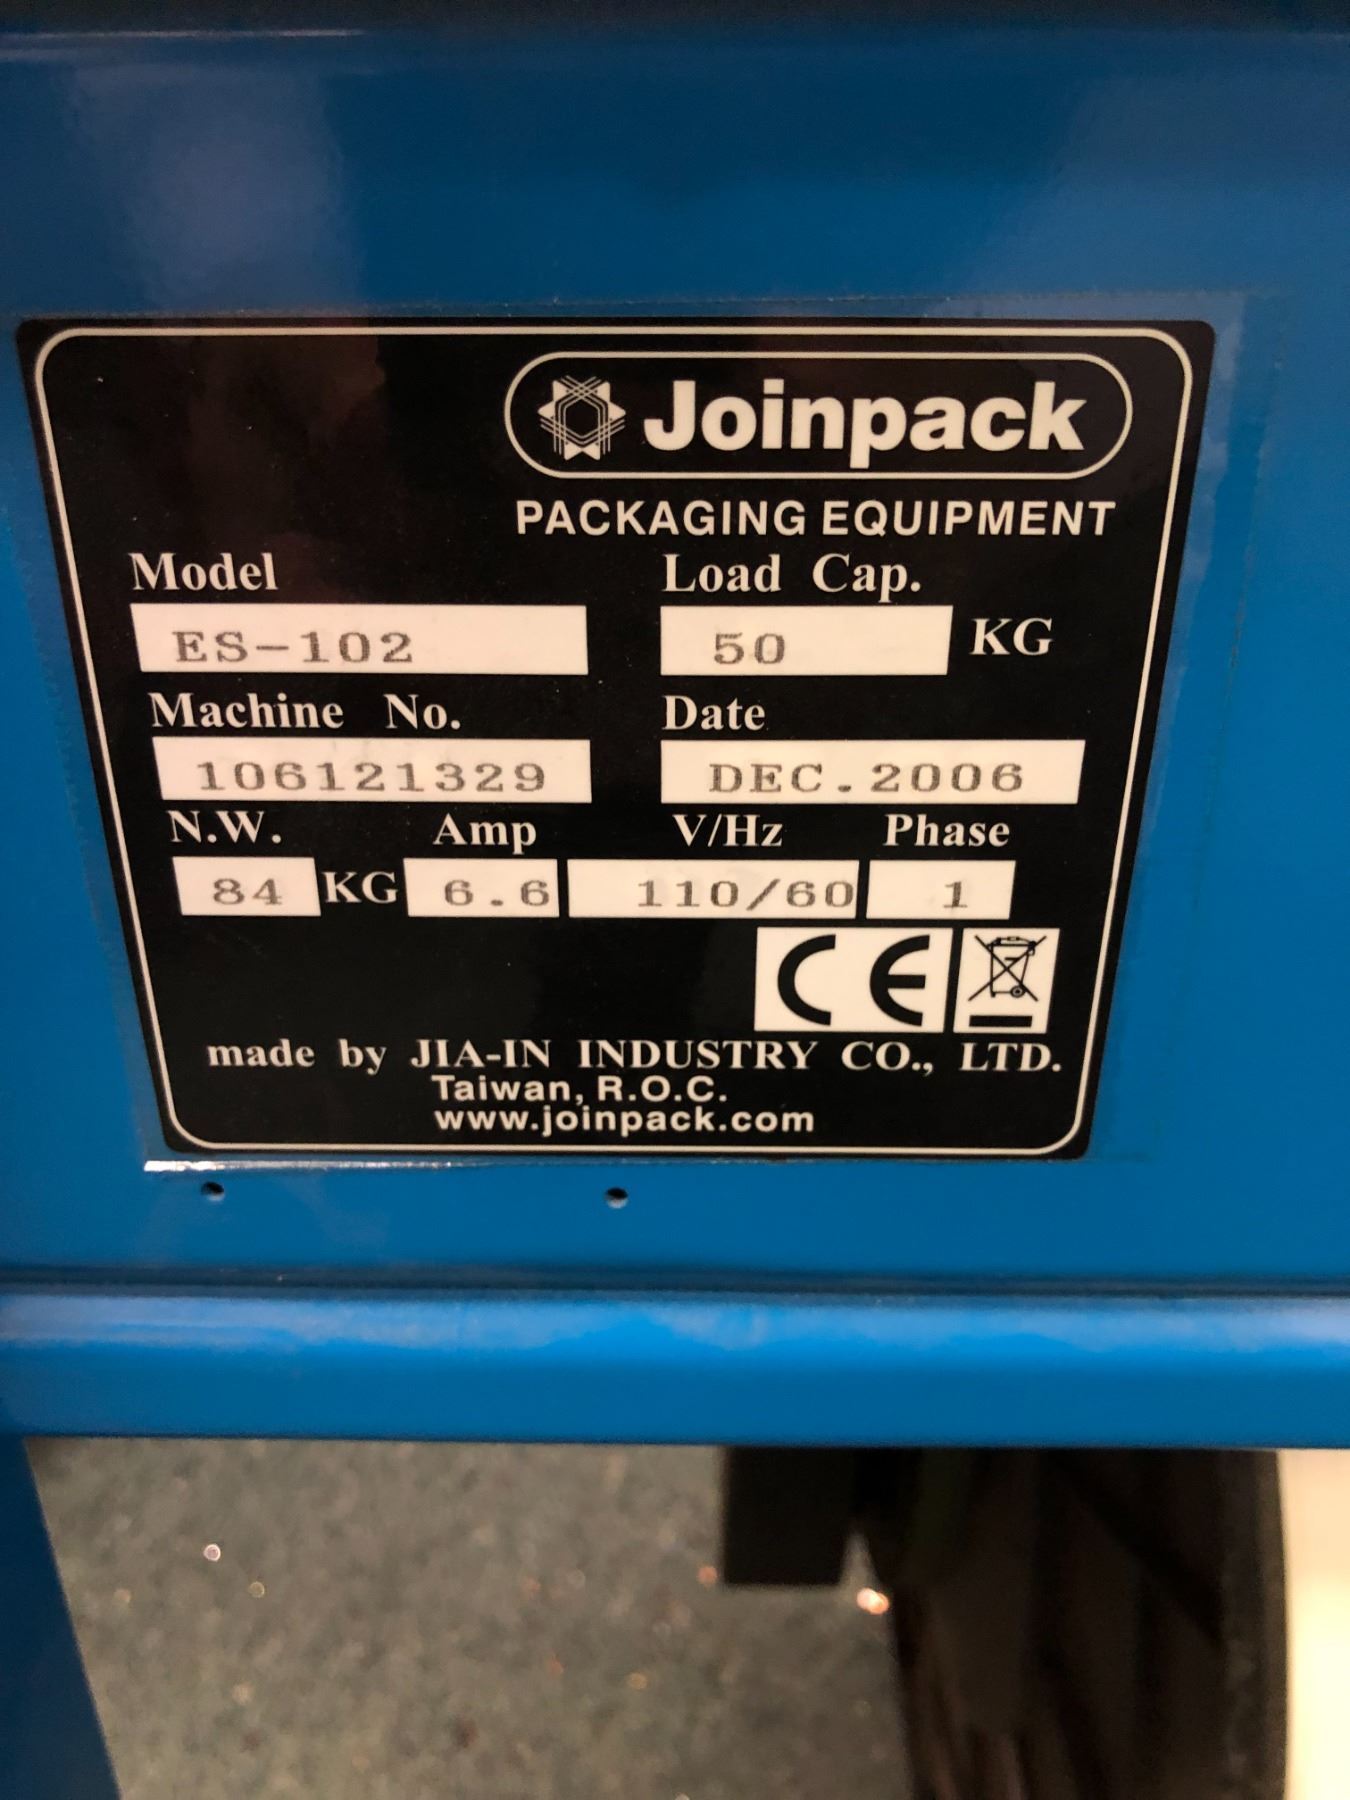 Joinpack
PACKAGING EQUIPMENT
Model Load Cap.
ES-102 50 KG
Machine No. Date
106121329 DEC.2006
N.W. Amp V/Hz Phase
84 KG 6.6 110/60 1
CE
made by JIA-IN INDUSTRY CO., LTD.
Taiwan, R.O.C.
www.joinpack.com